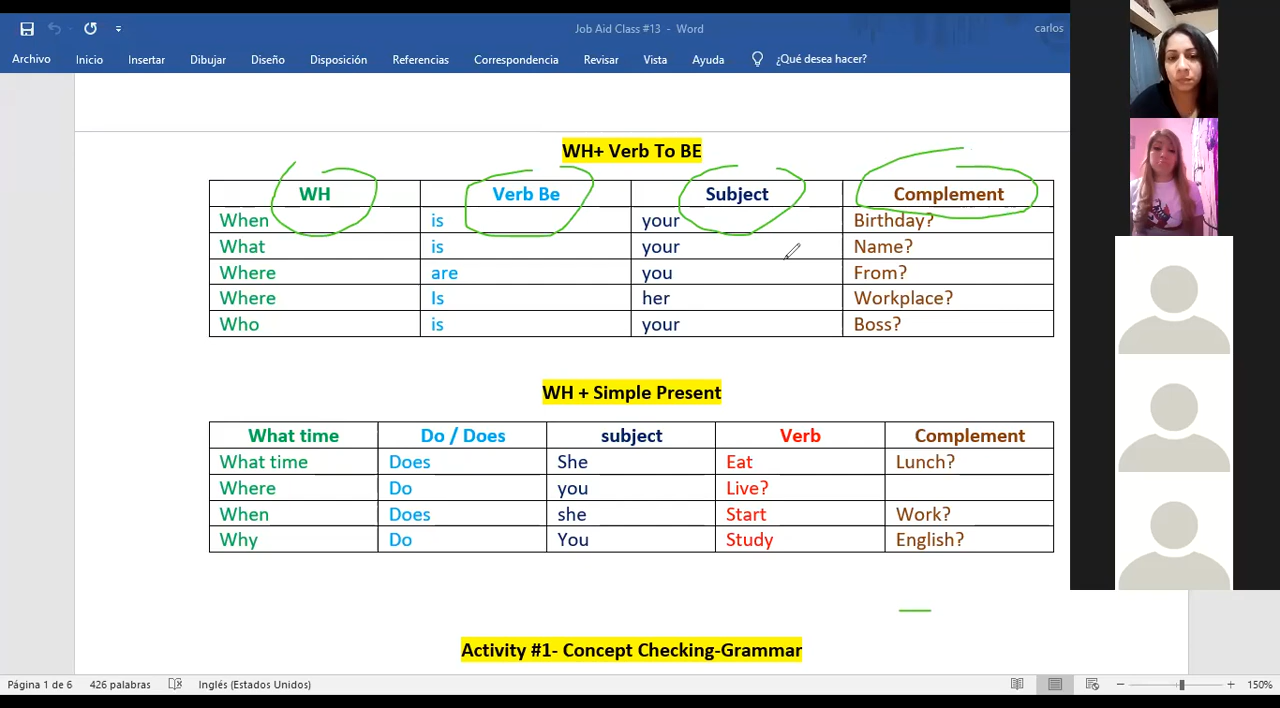 Job Aid Class #13 - Word
carlos
Archivo Inicio Insertar Dibujar Diseño Disposición Referencias Correspondencia Revisar Vista Ayuda ¿Qué desea hacer?
WH+ Verb To BE
WH Verb Be Subject Complement
When is your Birthday?
What is your Name?
Where are you From?
Where Is her Workplace?
Who is your Boss?
WH + Simple Present
What time Do / Does subject Verb Complement
What time Does She Eat Lunch?
Where Do you Live?
When Does she Start Work?
Why Do You Study English?
Activity #1- Concept Checking-Grammar
Página 1 de 6 426 palabras Inglés (Estados Unidos) 150%